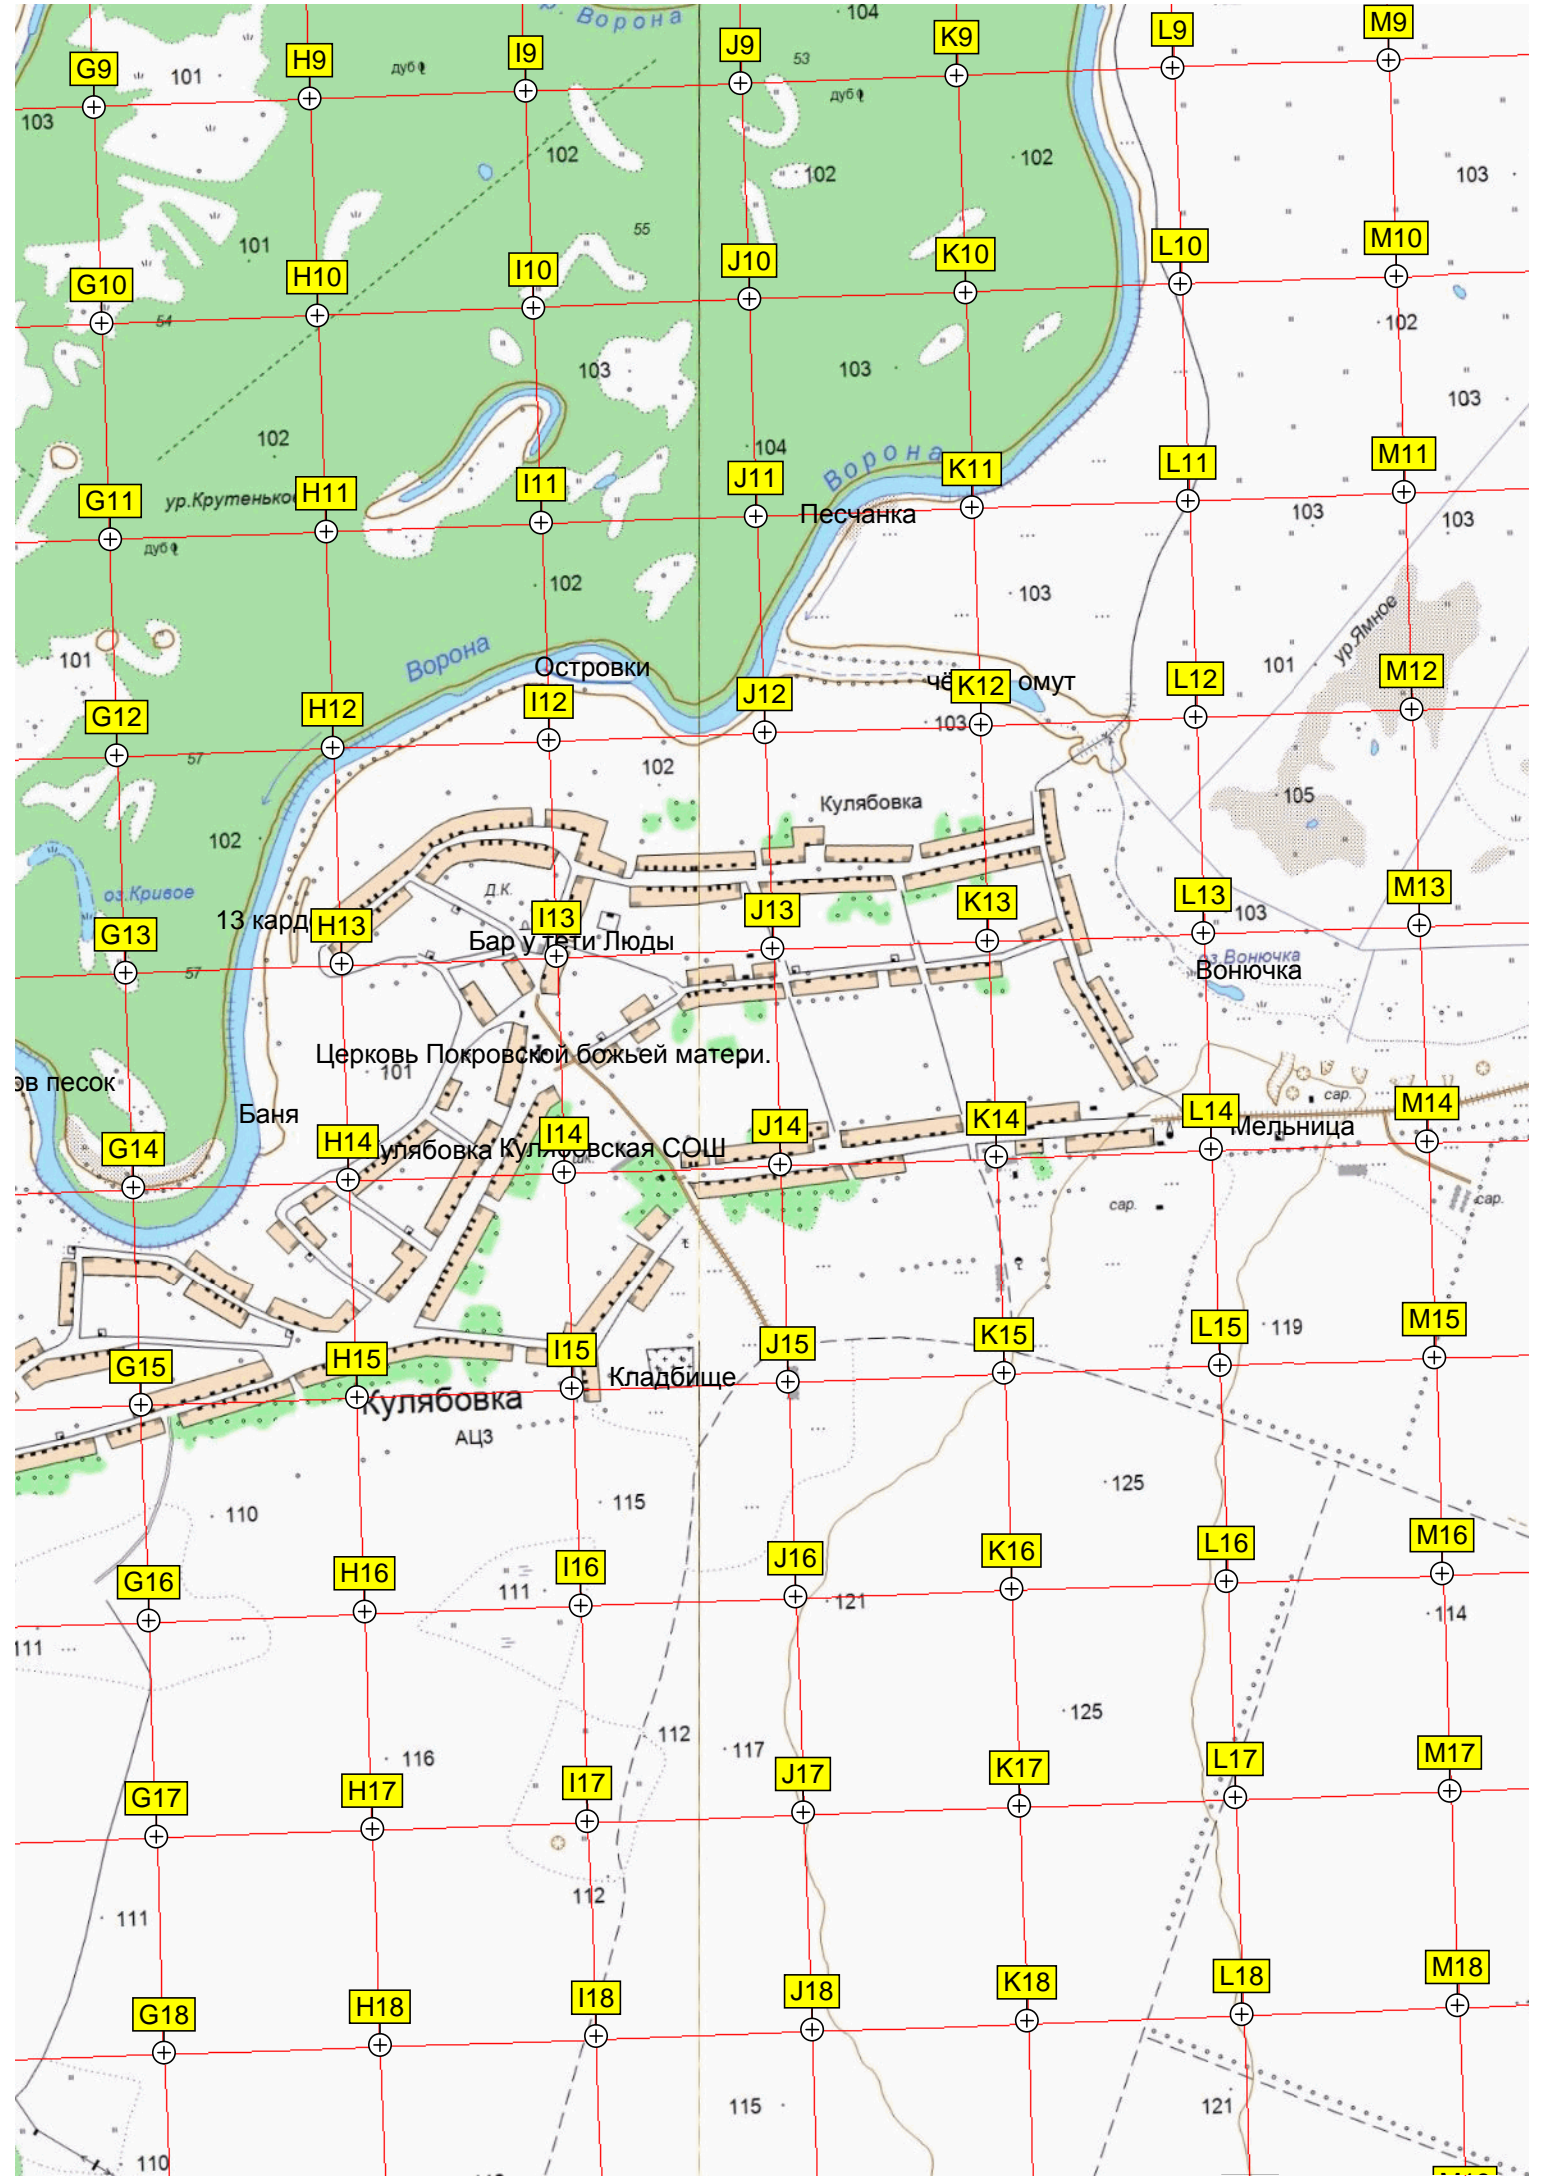 р. Ворона
104
G9
H9
I9
J9
K9
L9
M9
101
дуб
53
дуб
103
102
102
102
103
101
55
G10
H10
I10
J10
K10
L10
M10
54
102
103
103
103
102
104
Ворона
G11
H11
I11
J11
K11
L11
M11
ур.Крутенькое
Песчанка
103
103
дуб
102
103
101
Ворона
Островки
101
ур.Ямное
омут
G12
H12
I12
J12
K12
L12
M12
103
57
102
105
Кулябовка
102
оз.Кривое
Д.К.
G13
H13
I13
J13
K13
L13
M13
103
13
Бар у тёти Люды
57
оз.Вонючка
Вонючка
Церковь Покровской божьей матери.
101
ов песок
Баня
сар.
G14
H14
I14
J14
K14
L14
M14
Мельница
улябовка
Кулябовская СОШ
сар.
сар.
G15
H15
I15
J15
K15
L15
M15
119
Кладбище
Кулябовка
АЦЗ
125
115
110
G16
H16
I16
J16
K16
L16
M16
111
121
114
111
125
112
117
116
G17
H17
I17
J17
K17
L17
M17
112
111
G18
H18
I18
J18
K18
L18
M18
115
121
110